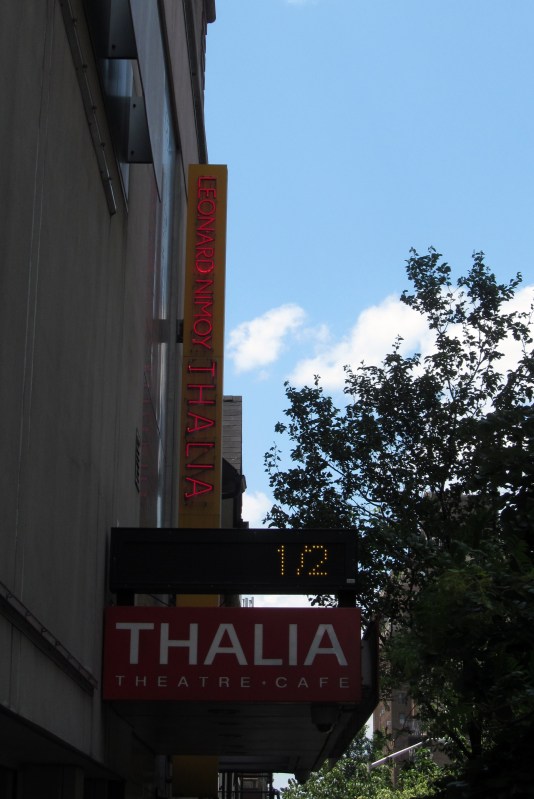 LEONARD NIMOY THALIA
1/2
THALIA
THEATRE · CAFE